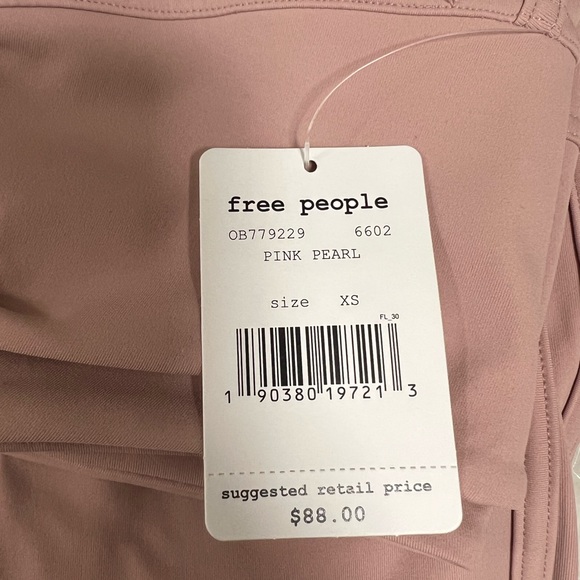 free people
OB779229 6602
PINK PEARL
size XS
FL_30
1 90380 19721 3
suggested retail price
$88.00